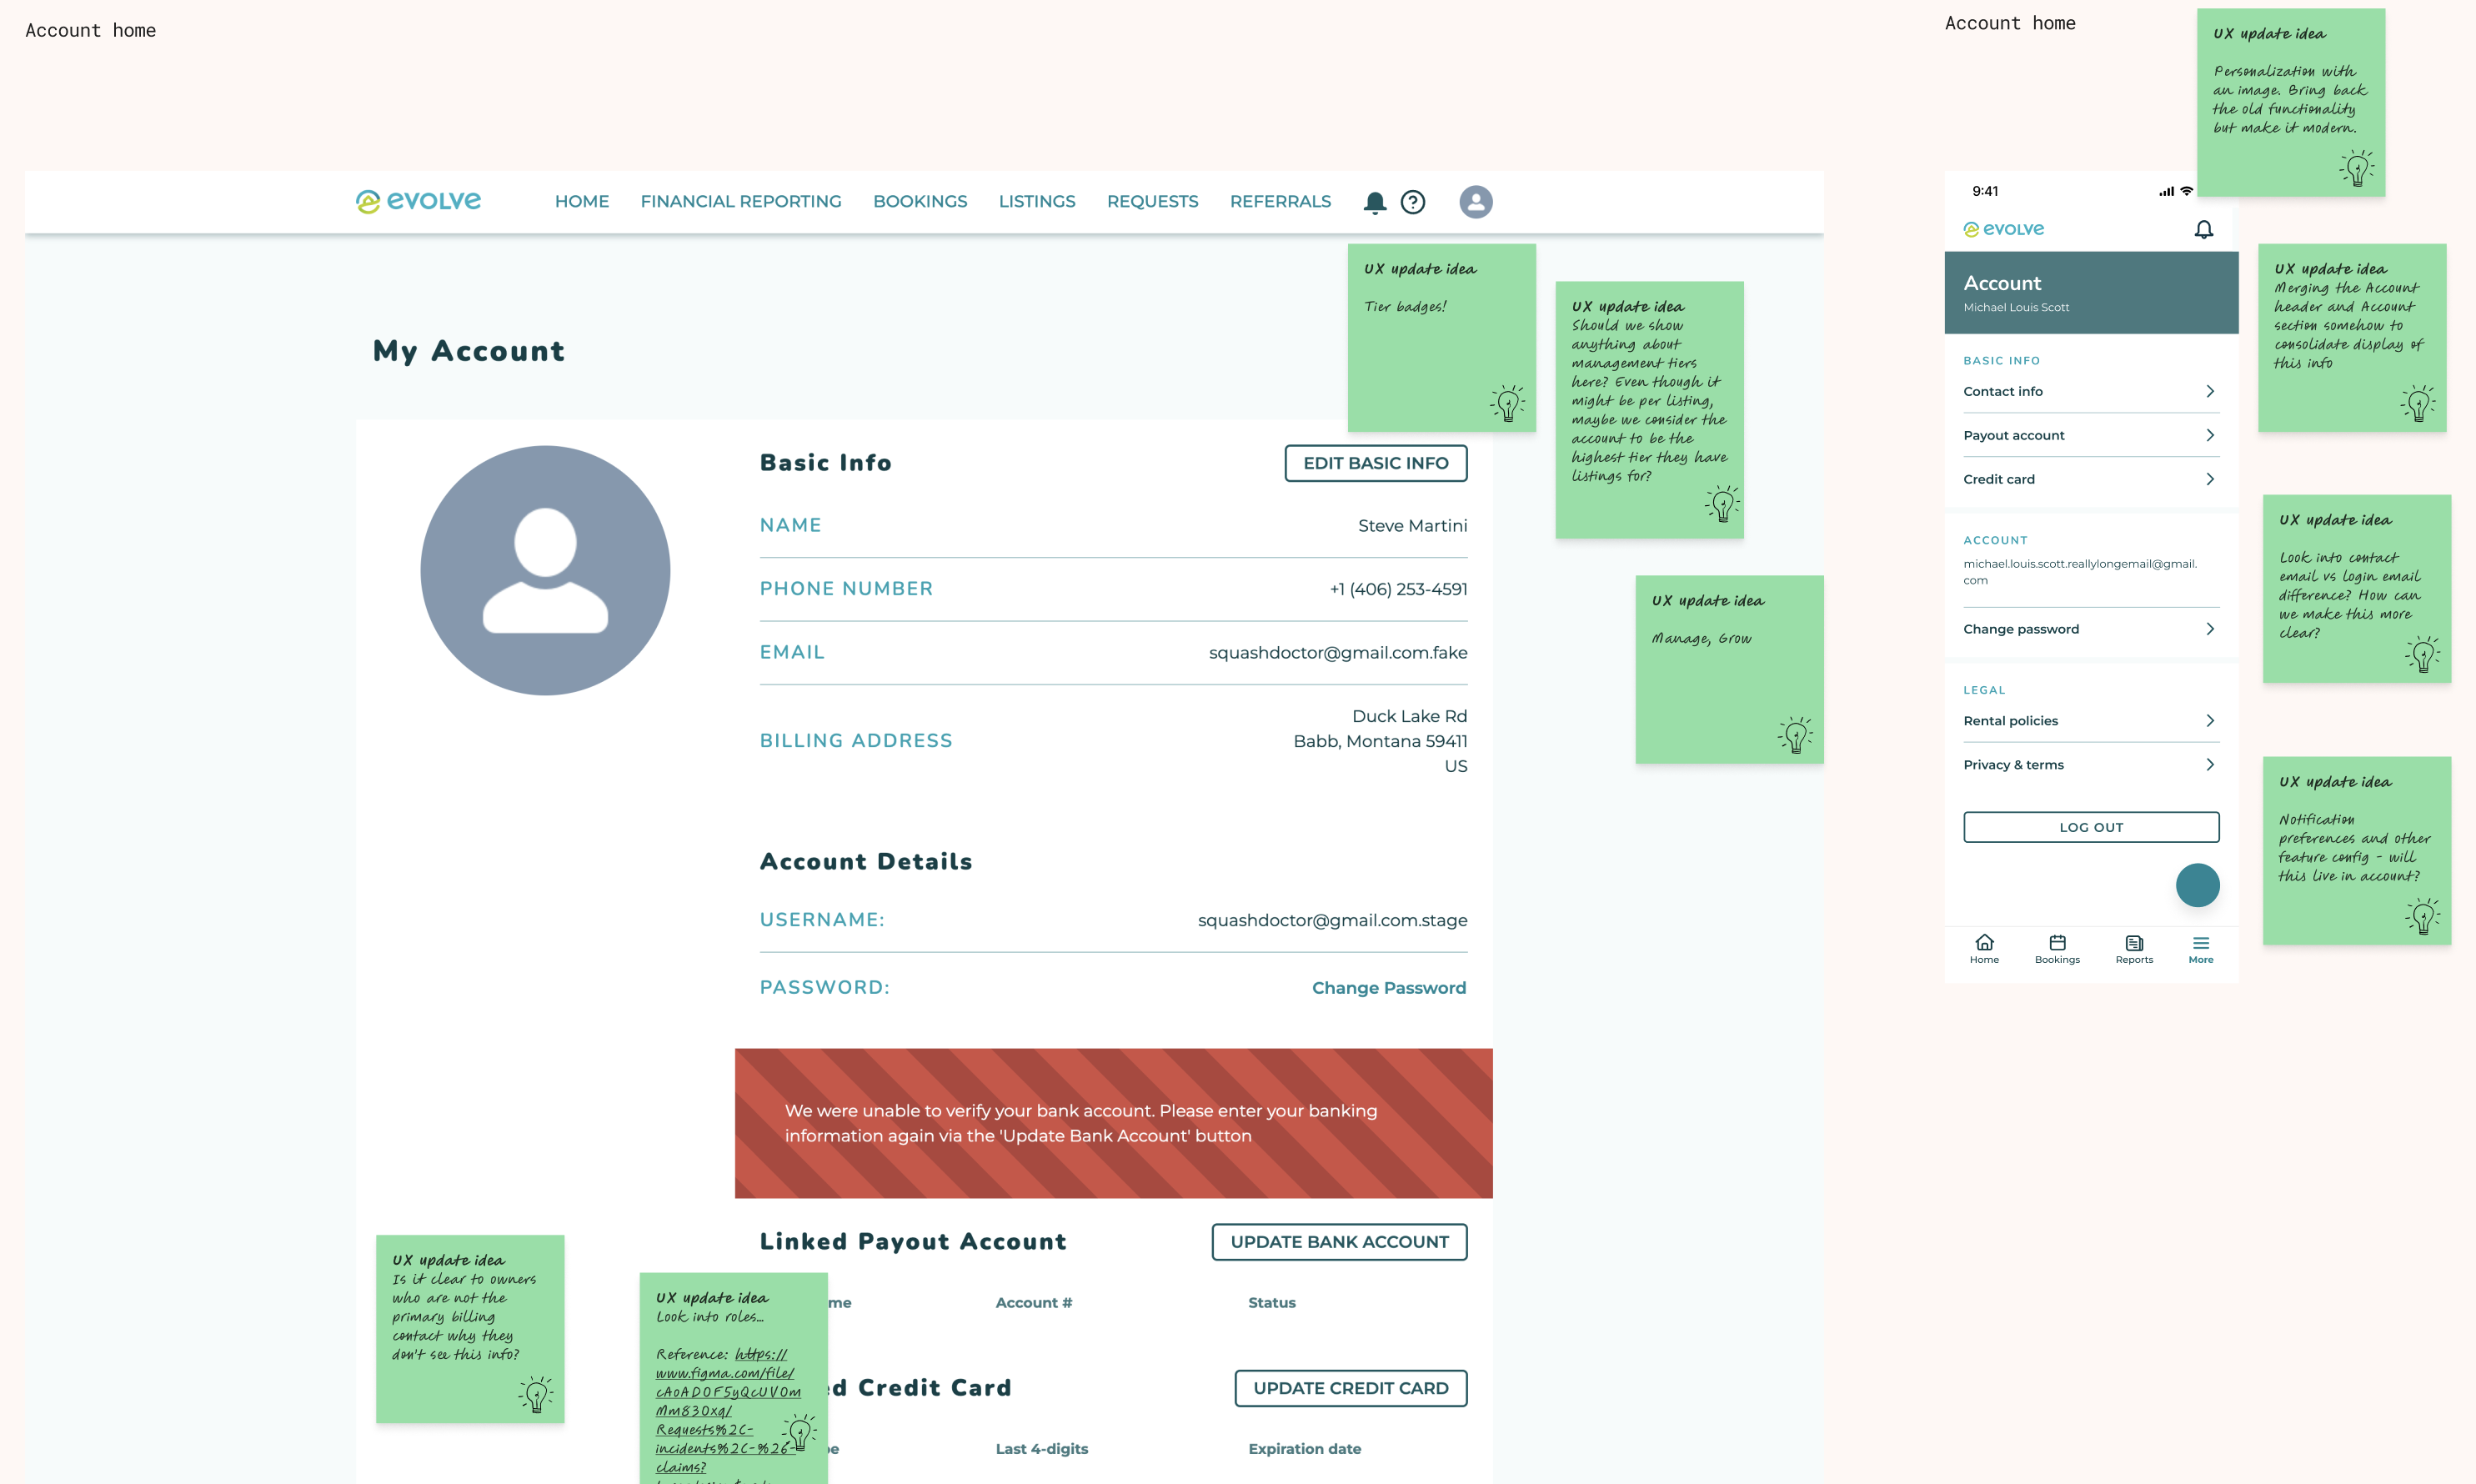 Account home
Account home
UX update idea
Personalization with
an image. Bring back
the old functionality
but make it modern.
evolve
HOME
FINANCIAL REPORTING
BOOKINGS
LISTINGS
REQUESTS
REFERRALS
?
My Account
UX update idea
Tier badges!
UX update idea
Should we show
anything about
management tiers
here? Even though it
might be per listing,
maybe we consider the
account to be the
highest tier they have
listings for?
UX update idea
Manage, Grow
Basic Info
EDIT BASIC INFO
NAME
Steve Martini
PHONE NUMBER
+1 (406) 253-4591
EMAIL
squashdoctor@gmail.com.fake
BILLING ADDRESS
Duck Lake Rd
Babb, Montana 59411
US
Account Details
USERNAME:
squashdoctor@gmail.com.stage
PASSWORD:
Change Password
We were unable to verify your bank account. Please enter your banking
information again via the 'Update Bank Account' button
Linked Payout Account
UPDATE BANK ACCOUNT
me
Account #
Status
ed Credit Card
UPDATE CREDIT CARD
pe
Last 4-digits
Expiration date
UX update idea
Is it clear to owners
who are not the
primary billing
contact why they
don't see this info?
UX update idea
Look into roles...
Reference: https://
www.figma.com/file/
Requests%2C-
incidents%2C-%26-
claims?
9:41
evolve
Account
Michael Louis Scott
BASIC INFO
Contact info
Payout account
Credit card
ACCOUNT
michael.louis.scott.reallylongemail@gmail.
com
Change password
LEGAL
Rental policies
Privacy & terms
LOG OUT
Home
Bookings
Reports
More
UX update idea
Merging the Account
header and Account
section somehow to
consolidate display of
this info
UX update idea
Look into contact
email vs login email
difference? How can
we make this more
clear?
UX update idea
Notification
preferences and other
feature config - will
this live in account?